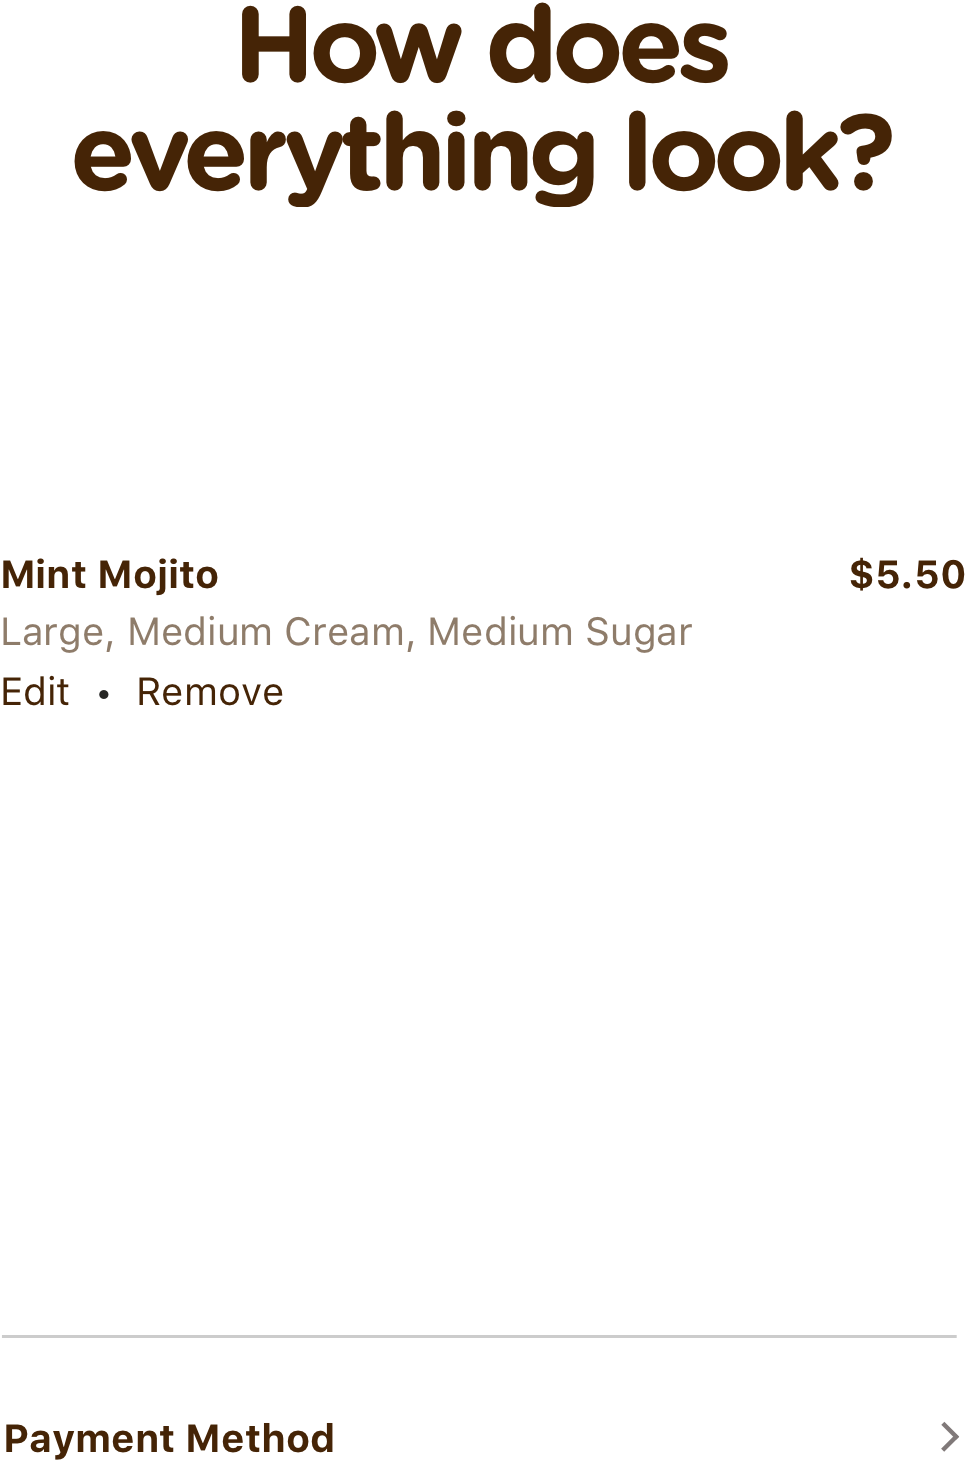 How does
everything look?
Mint Mojito $5.50
Large, Medium Cream, Medium Sugar
Edit • Remove
Payment Method